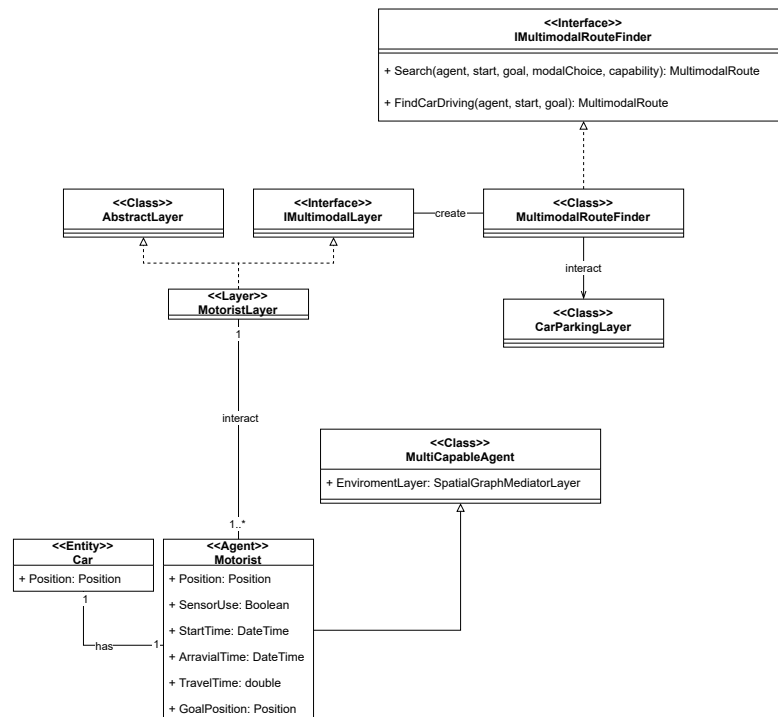 <<Interface>>
IMultimodalRouteFinder
+ Search(agent, start, goal, modalChoice, capability): MultimodalRoute
+ FindCarDriving(agent, start, goal): MultimodalRoute
<<Class>>
AbstractLayer
<<Interface>>
IMultimodalLayer
create
<<Class>>
MultimodalRouteFinder
interact
<<Layer>>
MotoristLayer
<<Class>>
CarParkingLayer
1
interact
1..*
<<Class>>
MultiCapableAgent
+ EnviromentLayer: SpatialGraphMediatorLayer
<<Entity>>
Car
+ Position: Position
1
has
1
<<Agent>>
Motorist
+ Position: Position
+ SensorUse: Boolean
+ StartTime: DateTime
+ ArravialTime: DateTime
+ TravelTime: double
+ GoalPosition: Position